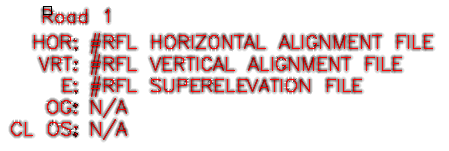 Road 1
HOR: #RFL HORIZONTAL ALIGNMENT FILE
VRT: #RFL VERTICAL ALIGNMENT FILE
E: #RFL SUPERELEVATION FILE
OG: N/A
CL OS: N/A